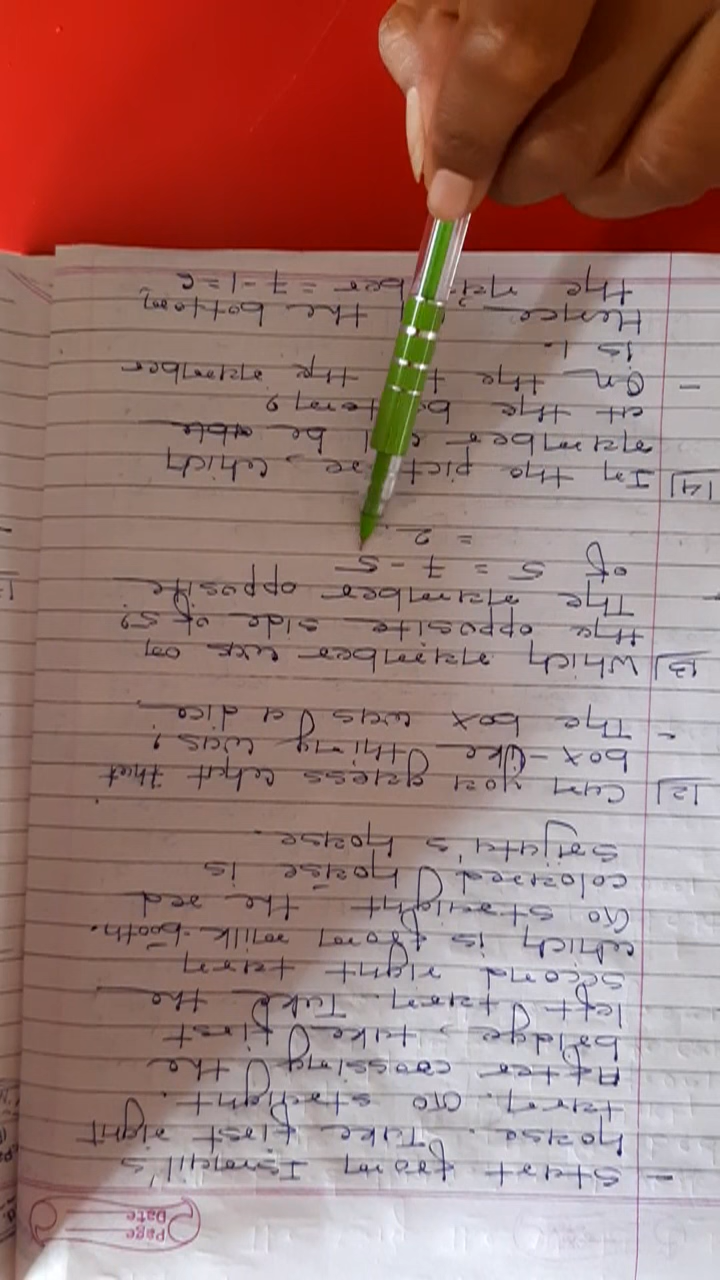 Page
Date
- Start from Ismail's
house. Take first right
turn. Go straight.
After crossing the
bridge, take first
left turn. Take the
second right turn
which is from milk-booth.
Go straight the red
coloured house is
Srijata's house.
12] Can you guess what that
box-like thing was?
- The box was a dice
13] Which number was on
the opposite side of 5?
- The number opposite
of 5 = 7-5
= 2
14] In the picture, which
number will be able
at the bottom?
- On the the number
is 1.
Hence the bottom
the number = 7-1=6